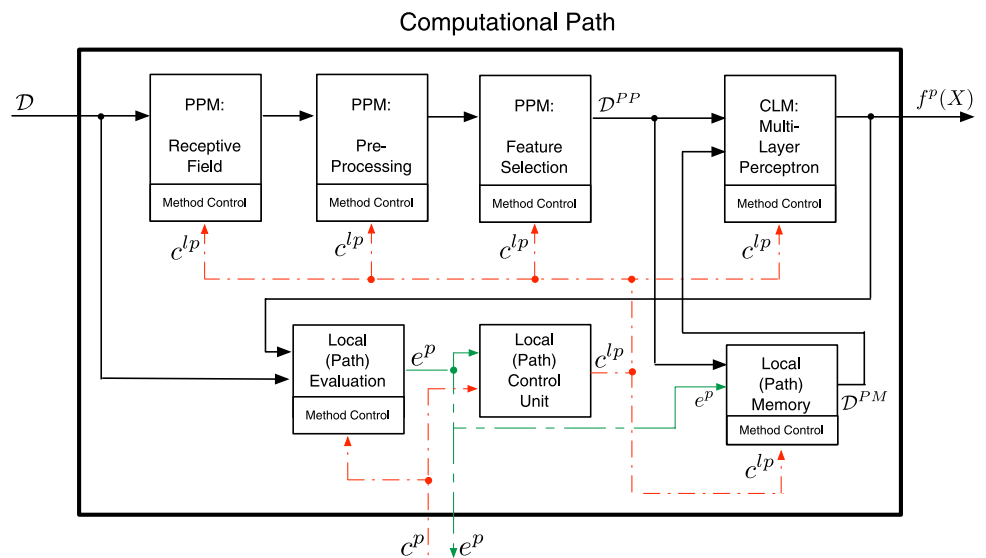 Computational Path
𝒟
PPM:
Receptive
Field
Method Control
PPM:
Pre-
Processing
Method Control
PPM:
Feature
Selection
Method Control
𝒟^{PP}
CLM:
Multi-
Layer
Perceptron
Method Control
f^p(X)
c^{lp}
c^{lp}
c^{lp}
c^{lp}
Local
(Path)
Evaluation
Method Control
e^p
Local
(Path)
Control
Unit
c^{lp}
e^p
Local
(Path)
Memory
Method Control
𝒟^{PM}
c^{lp}
c^p
e^p